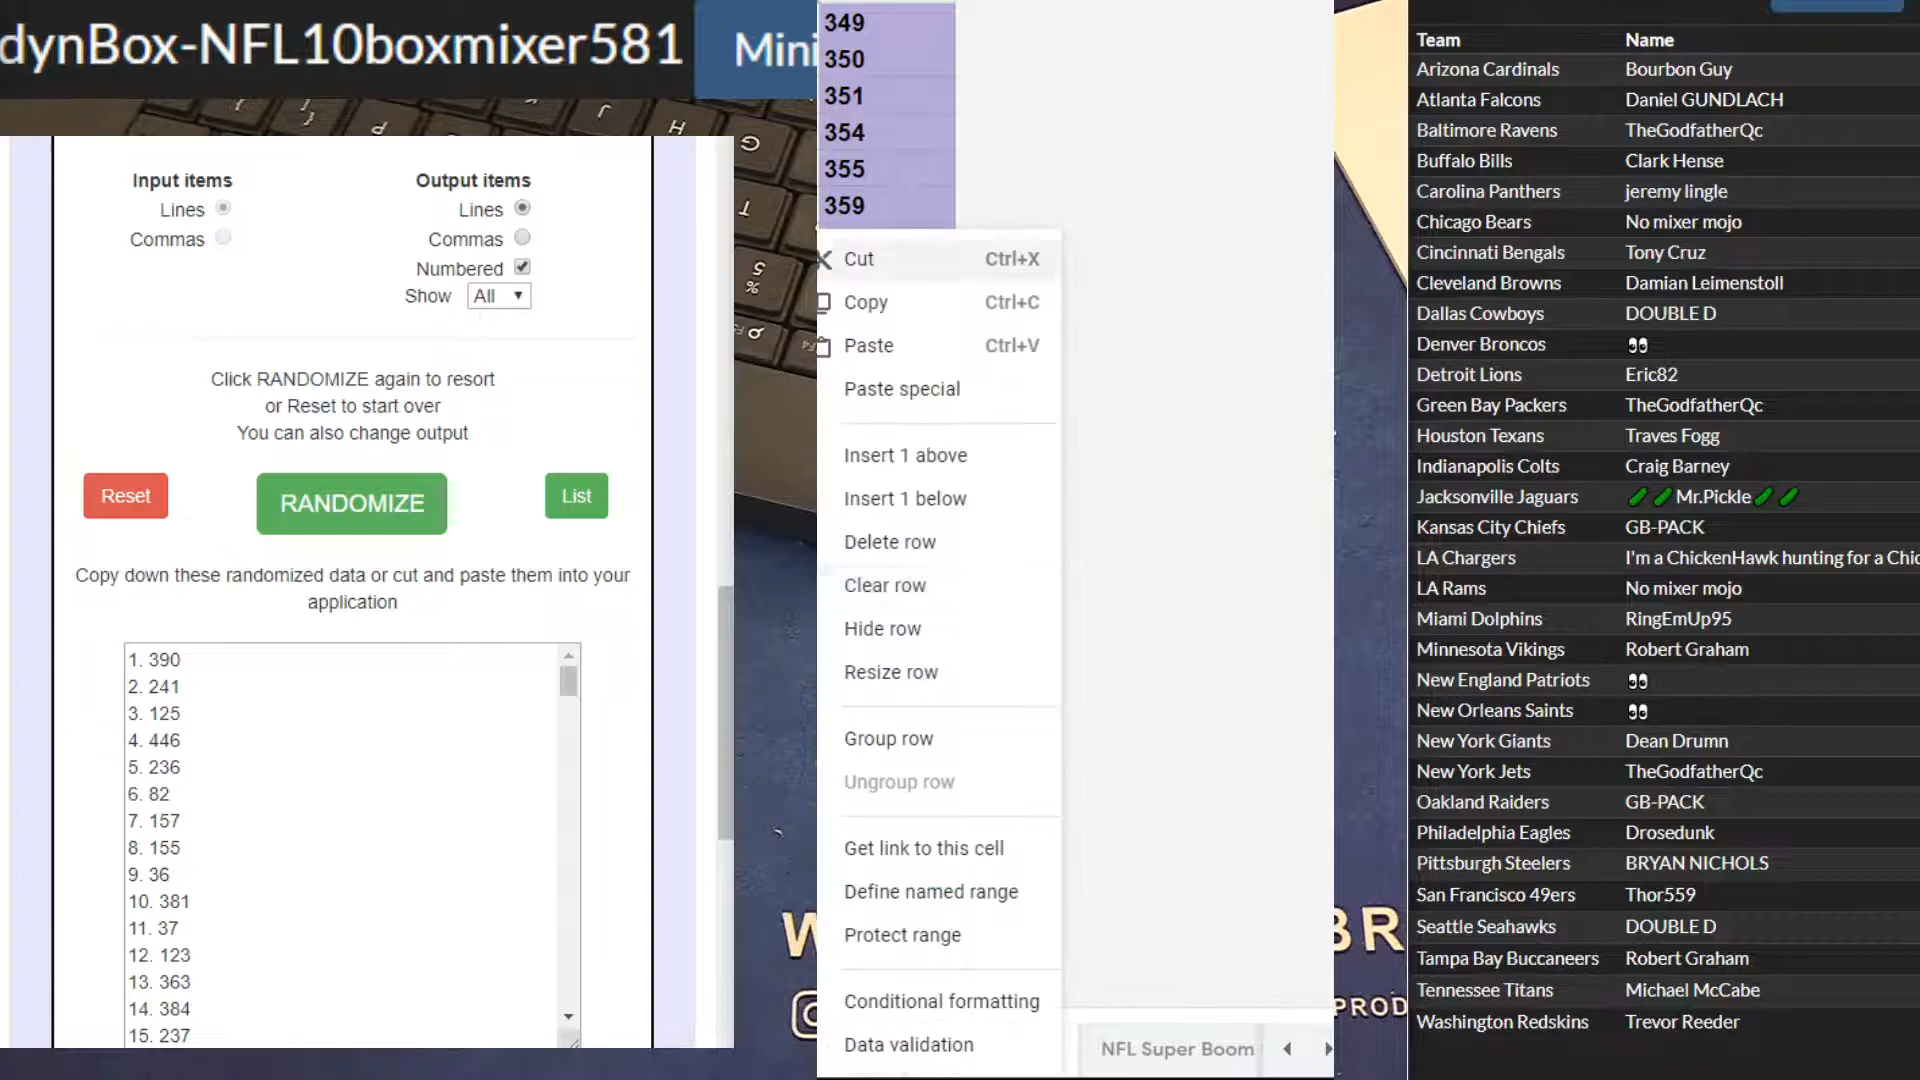 dynBox-NFL10boxmixer581
Mini
Input items
Output items
Lines
Lines
Commas
Commas
Numbered
Show All
Click RANDOMIZE again to resort
or Reset to start over
You can also change output
Reset
RANDOMIZE
List
Copy down these randomized data or cut and paste them into your
application
1. 390
2. 241
3. 125
4. 446
5. 236
6. 82
7. 157
8. 155
9. 36
10. 381
11. 37
12. 123
13. 363
14. 384
15. 237
349
350
351
354
355
359
Cut Ctrl+X
Copy Ctrl+C
Paste Ctrl+V
Paste special
Insert 1 above
Insert 1 below
Delete row
Clear row
Hide row
Resize row
Group row
Ungroup row
Get link to this cell
Define named range
Protect range
Conditional formatting
Data validation
NFL Super Boom
W
BR
PROD
Team Name
Arizona Cardinals Bourbon Guy
Atlanta Falcons Daniel GUNDLACH
Baltimore Ravens TheGodfatherQc
Buffalo Bills Clark Hense
Carolina Panthers jeremy lingle
Chicago Bears No mixer mojo
Cincinnati Bengals Tony Cruz
Cleveland Browns Damian Leimenstoll
Dallas Cowboys DOUBLE D
Denver Broncos 👀
Detroit Lions Eric82
Green Bay Packers TheGodfatherQc
Houston Texans Traves Fogg
Indianapolis Colts Craig Barney
Jacksonville Jaguars 🥒🥒Mr.Pickle🥒🥒
Kansas City Chiefs GB-PACK
LA Chargers I'm a ChickenHawk hunting for a Chic
LA Rams No mixer mojo
Miami Dolphins RingEmUp95
Minnesota Vikings Robert Graham
New England Patriots 👀
New Orleans Saints 👀
New York Giants Dean Drumn
New York Jets TheGodfatherQc
Oakland Raiders GB-PACK
Philadelphia Eagles Drosedunk
Pittsburgh Steelers BRYAN NICHOLS
San Francisco 49ers Thor559
Seattle Seahawks DOUBLE D
Tampa Bay Buccaneers Robert Graham
Tennessee Titans Michael McCabe
Washington Redskins Trevor Reeder